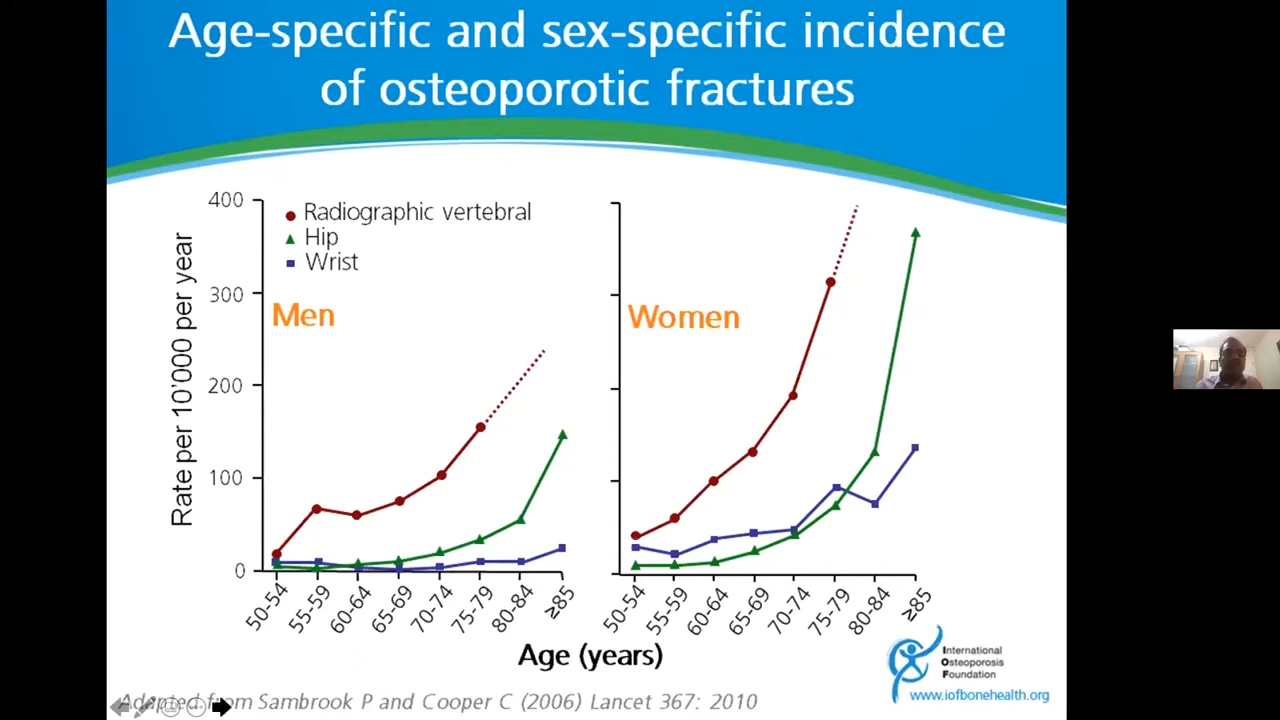 Age-specific and sex-specific incidence
of osteoporotic fractures
Rate per 10'000 per year
400
300
200
100
0
Radiographic vertebral
Hip
Wrist
Men
Women
50-54
55-59
60-64
65-69
70-74
75-79
80-84
≥85
50-54
55-59
60-64
65-69
70-74
75-79
80-84
≥85
Age (years)
International
Osteoporosis
Foundation
www.iofbonehealth.org
Adapted from Sambrook P and Cooper C (2006) Lancet 367: 2010